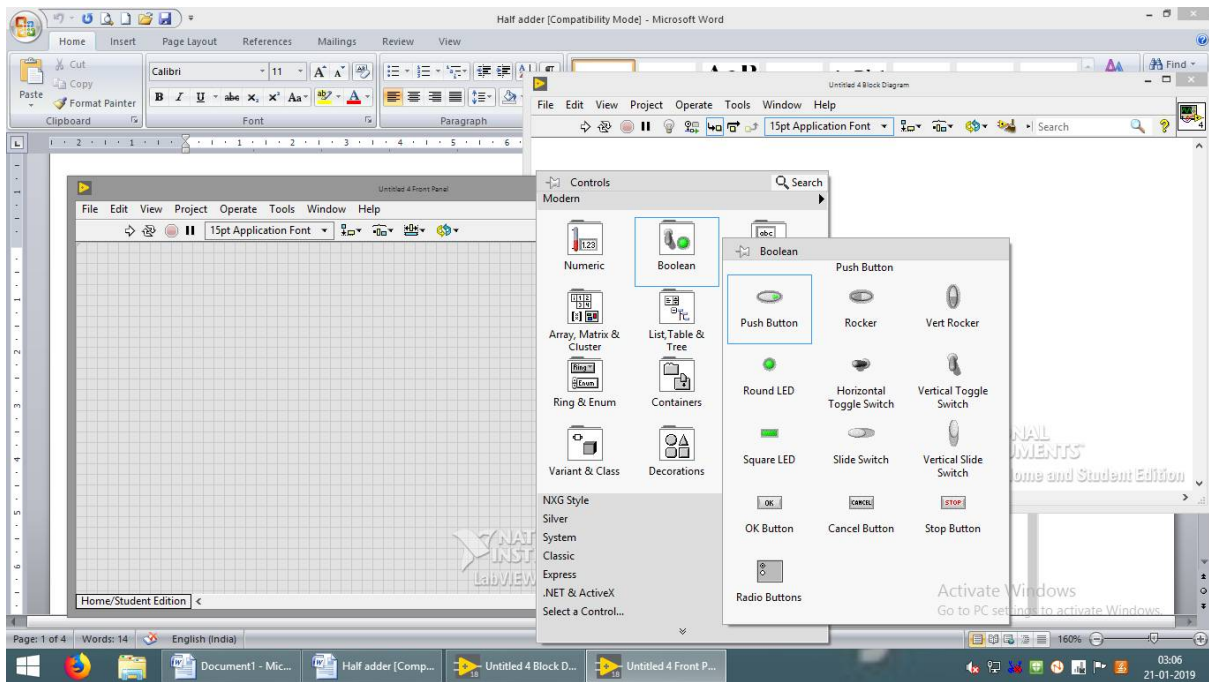 Half adder [Compatibility Mode] - Microsoft Word
Home Insert Page Layout References Mailings Review View
Cut
Copy
Paste
Format Painter
Calibri 11
Find
Clipboard Font Paragraph
Untitled 4 Block Diagram
File Edit View Project Operate Tools Window Help
15pt Application Font
Search
Untitled 4 Front Panel
File Edit View Project Operate Tools Window Help
15pt Application Font
Controls Search
Modern
Numeric Boolean
Array, Matrix & Cluster
List, Table & Tree
Ring & Enum Containers
Variant & Class Decorations
NXG Style
Silver
System
Classic
Express
.NET & ActiveX
Select a Control...
Boolean
Push Button
Push Button Rocker Vert Rocker
Round LED
Horizontal Toggle Switch
Vertical Toggle Switch
Square LED Slide Switch
Vertical Slide Switch
OK CANCEL STOP
OK Button Cancel Button Stop Button
Radio Buttons
LabVIEW
Home and Student Edition
Home/Student Edition
Activate Windows
Go to PC settings to activate Windows.
Page: 1 of 4 Words: 14 English (India) 160%
Document1 - Mic... Half adder [Comp... Untitled 4 Block D... Untitled 4 Front P...
03:06
21-01-2019